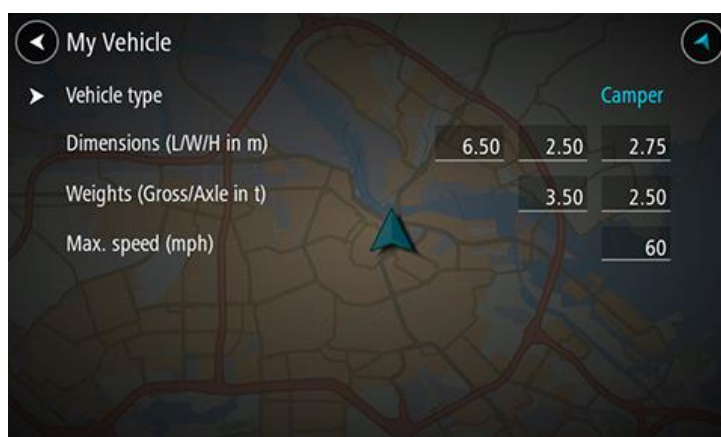 My Vehicle
Vehicle type Camper
Dimensions (L/W/H in m) 6.50 2.50 2.75
Weights (Gross/Axle in t) 3.50 2.50
Max. speed (mph) 60